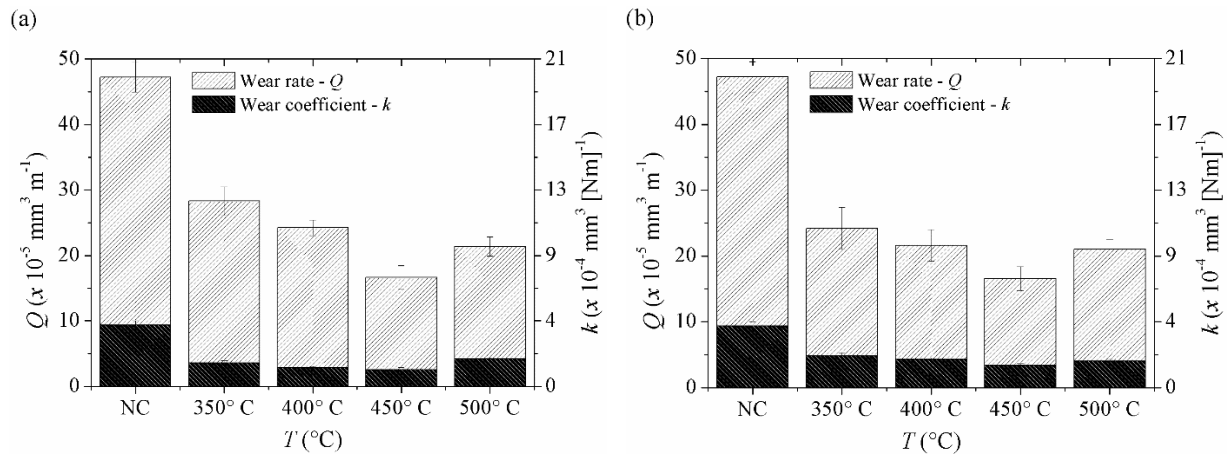 (a)
50
40
30
20
10
0
Q (x 10⁻⁵ mm³ m⁻¹)
Wear rate - Q
Wear coefficient - k
21
17
13
9
4
0
k (x 10⁻⁴ mm³ [Nm]⁻¹)
NC 350° C 400° C 450° C 500° C
T (°C)
(b)
50
40
30
20
10
0
Q (x 10⁻⁵ mm³ m⁻¹)
Wear rate - Q
Wear coefficient - k
21
17
13
9
4
0
k (x 10⁻⁴ mm³ [Nm]⁻¹)
NC 350° C 400° C 450° C 500° C
T (°C)